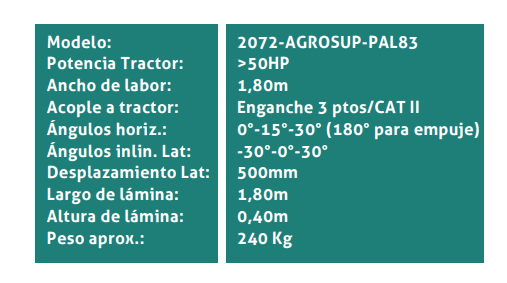 Modelo: 2072-AGROSUP-PAL83
Potencia Tractor: >50HP
Ancho de labor: 1,80m
Acople a tractor: Enganche 3 ptos/CAT II
Ángulos horiz.: 0°-15°-30° (180° para empuje)
Ángulos inlin. Lat: -30°-0°-30°
Desplazamiento Lat: 500mm
Largo de lámina: 1,80m
Altura de lámina: 0,40m
Peso aprox.: 240 Kg